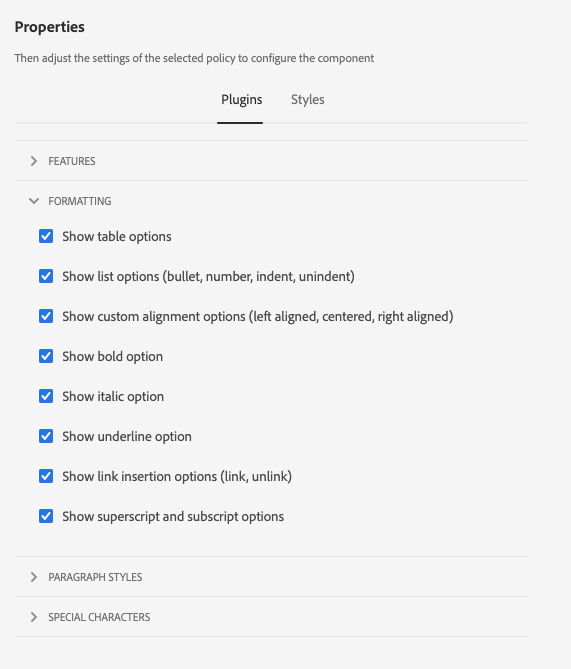 Properties
Then adjust the settings of the selected policy to configure the component
Plugins Styles
FEATURES
FORMATTING
Show table options
Show list options (bullet, number, indent, unindent)
Show custom alignment options (left aligned, centered, right aligned)
Show bold option
Show italic option
Show underline option
Show link insertion options (link, unlink)
Show superscript and subscript options
PARAGRAPH STYLES
SPECIAL CHARACTERS